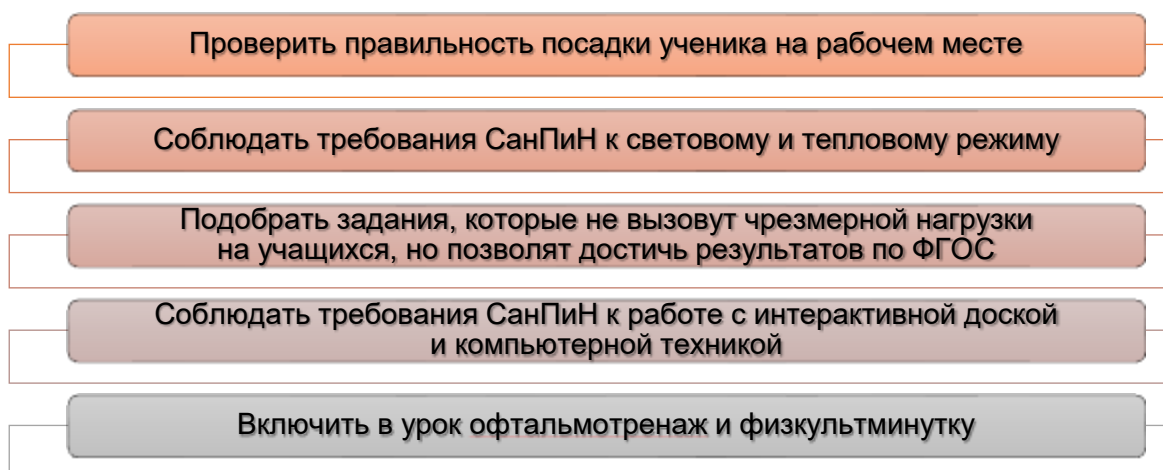 Проверить правильность посадки ученика на рабочем месте
Соблюдать требования СанПиН к световому и тепловому режиму
Подобрать задания, которые не вызовут чрезмерной нагрузки
на учащихся, но позволят достичь результатов по ФГОС
Соблюдать требования СанПиН к работе с интерактивной доской
и компьютерной техникой
Включить в урок офтальмотренаж и физкультминутку